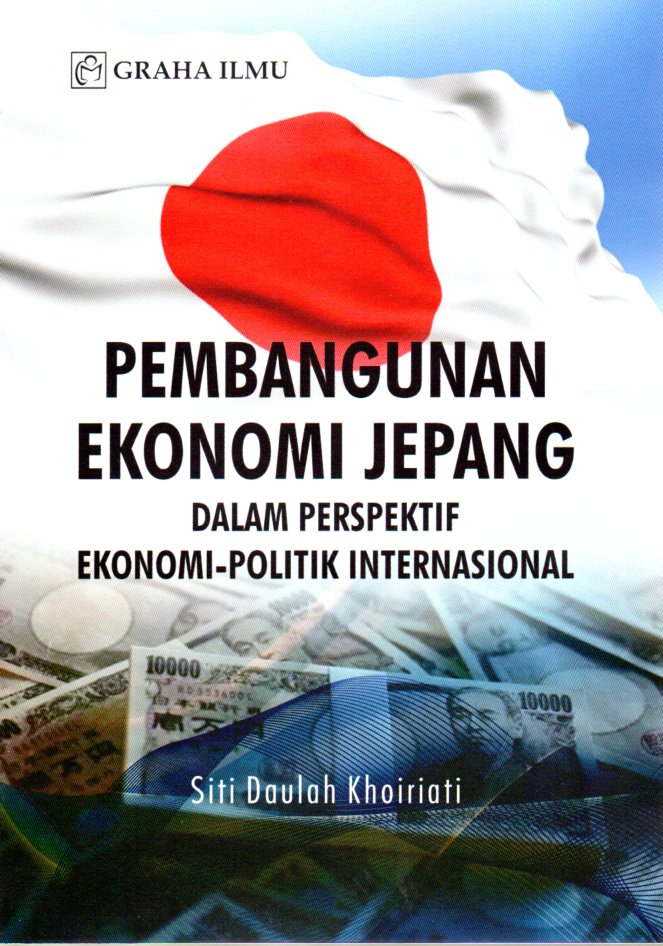 GRAHA ILMU
PEMBANGUNAN
EKONOMI JEPANG
DALAM PERSPEKTIF
EKONOMI-POLITIK INTERNASIONAL
10000
10000
Siti Daulah Khoiriati